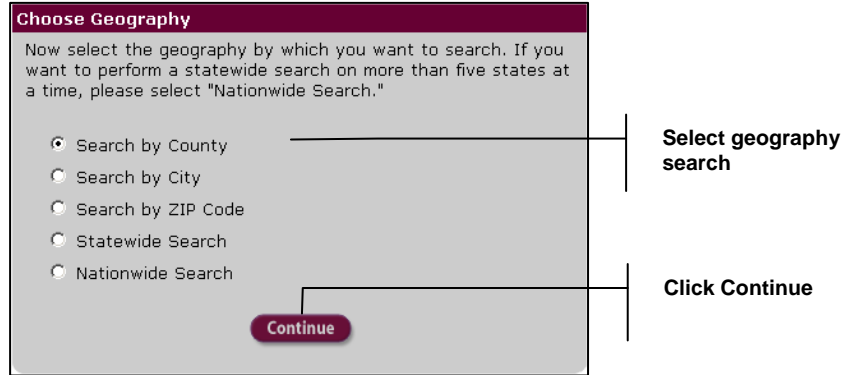 Choose Geography
Now select the geography by which you want to search. If you
want to perform a statewide search on more than five states at
a time, please select "Nationwide Search."
Search by County
Search by City
Search by ZIP Code
Statewide Search
Nationwide Search
Continue
Select geography
search
Click Continue